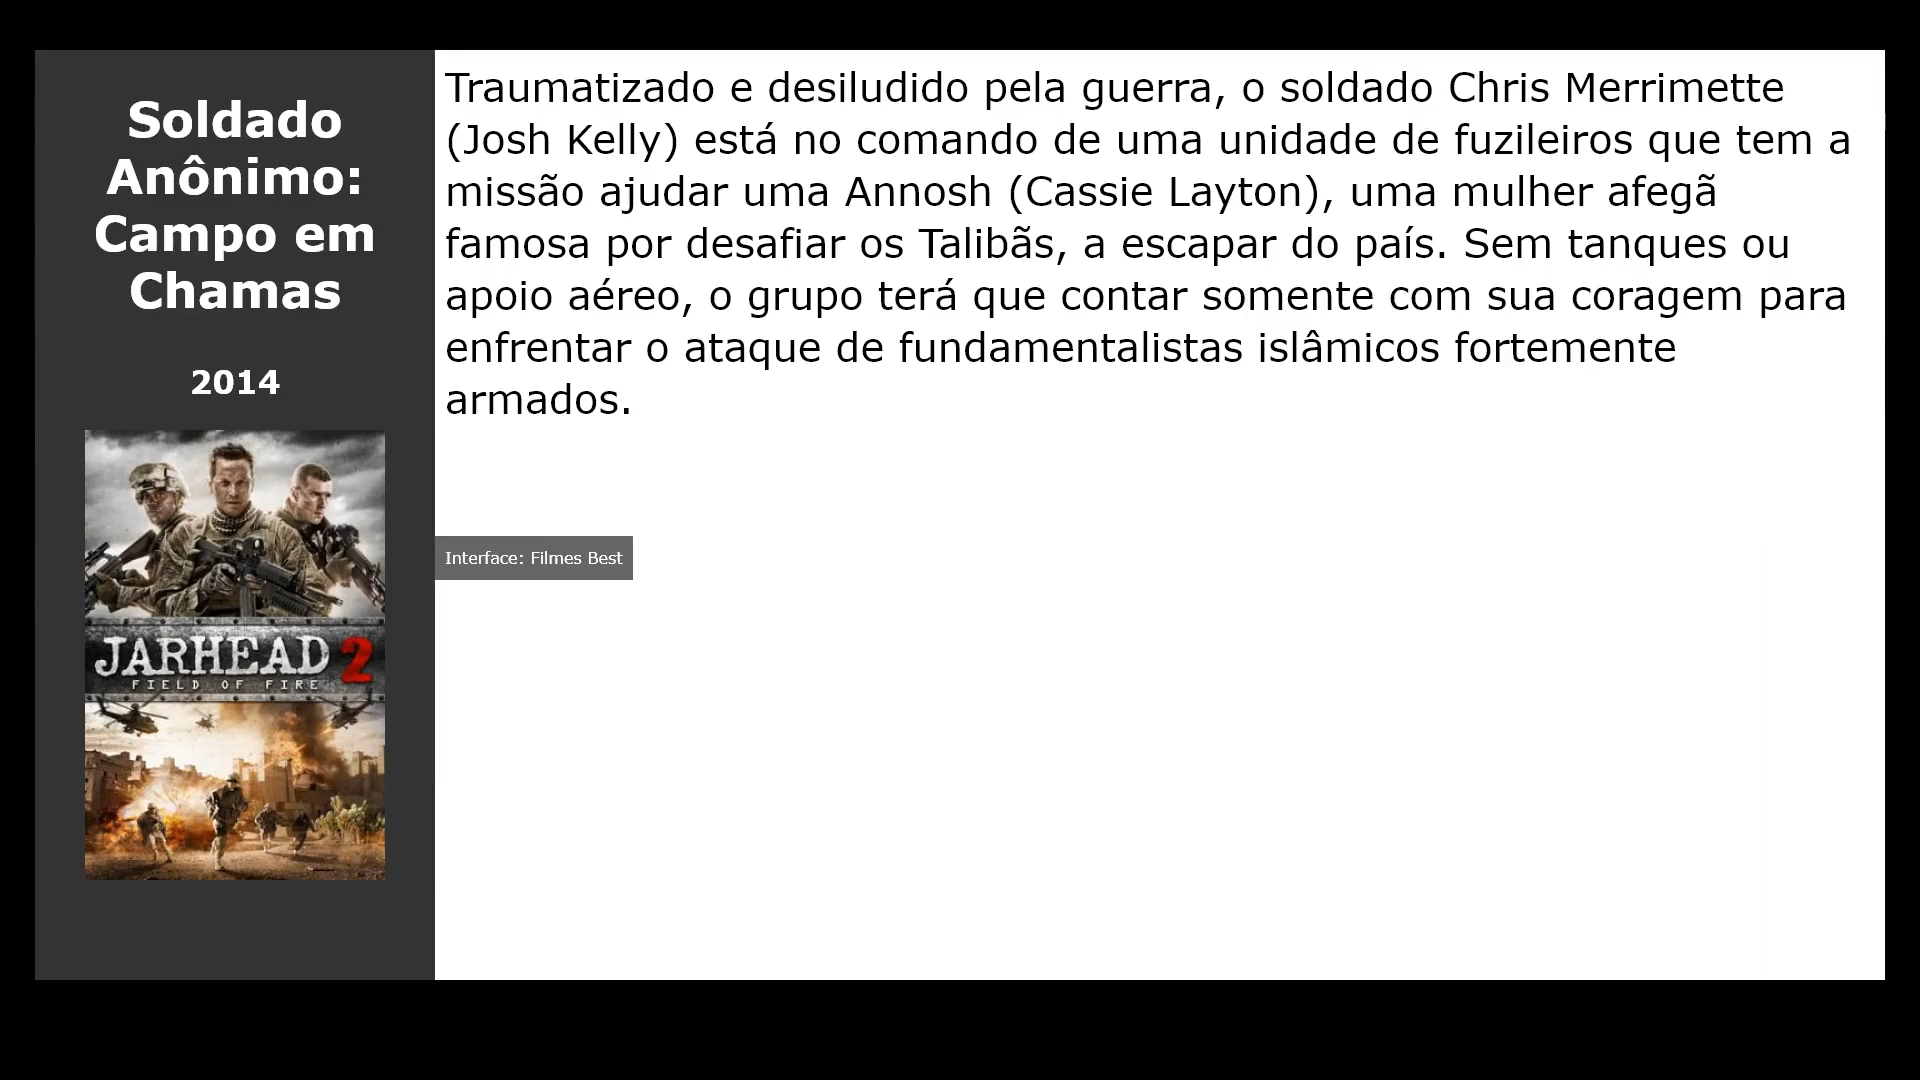 Soldado
Anônimo:
Campo em
Chamas
2014
JARHEAD 2
FIELD OF FIRE
Traumatizado e desiludido pela guerra, o soldado Chris Merrimette
(Josh Kelly) está no comando de uma unidade de fuzileiros que tem a
missão ajudar uma Annosh (Cassie Layton), uma mulher afegã
famosa por desafiar os Talibãs, a escapar do país. Sem tanques ou
apoio aéreo, o grupo terá que contar somente com sua coragem para
enfrentar o ataque de fundamentalistas islâmicos fortemente
armados.
Interface: Filmes Best